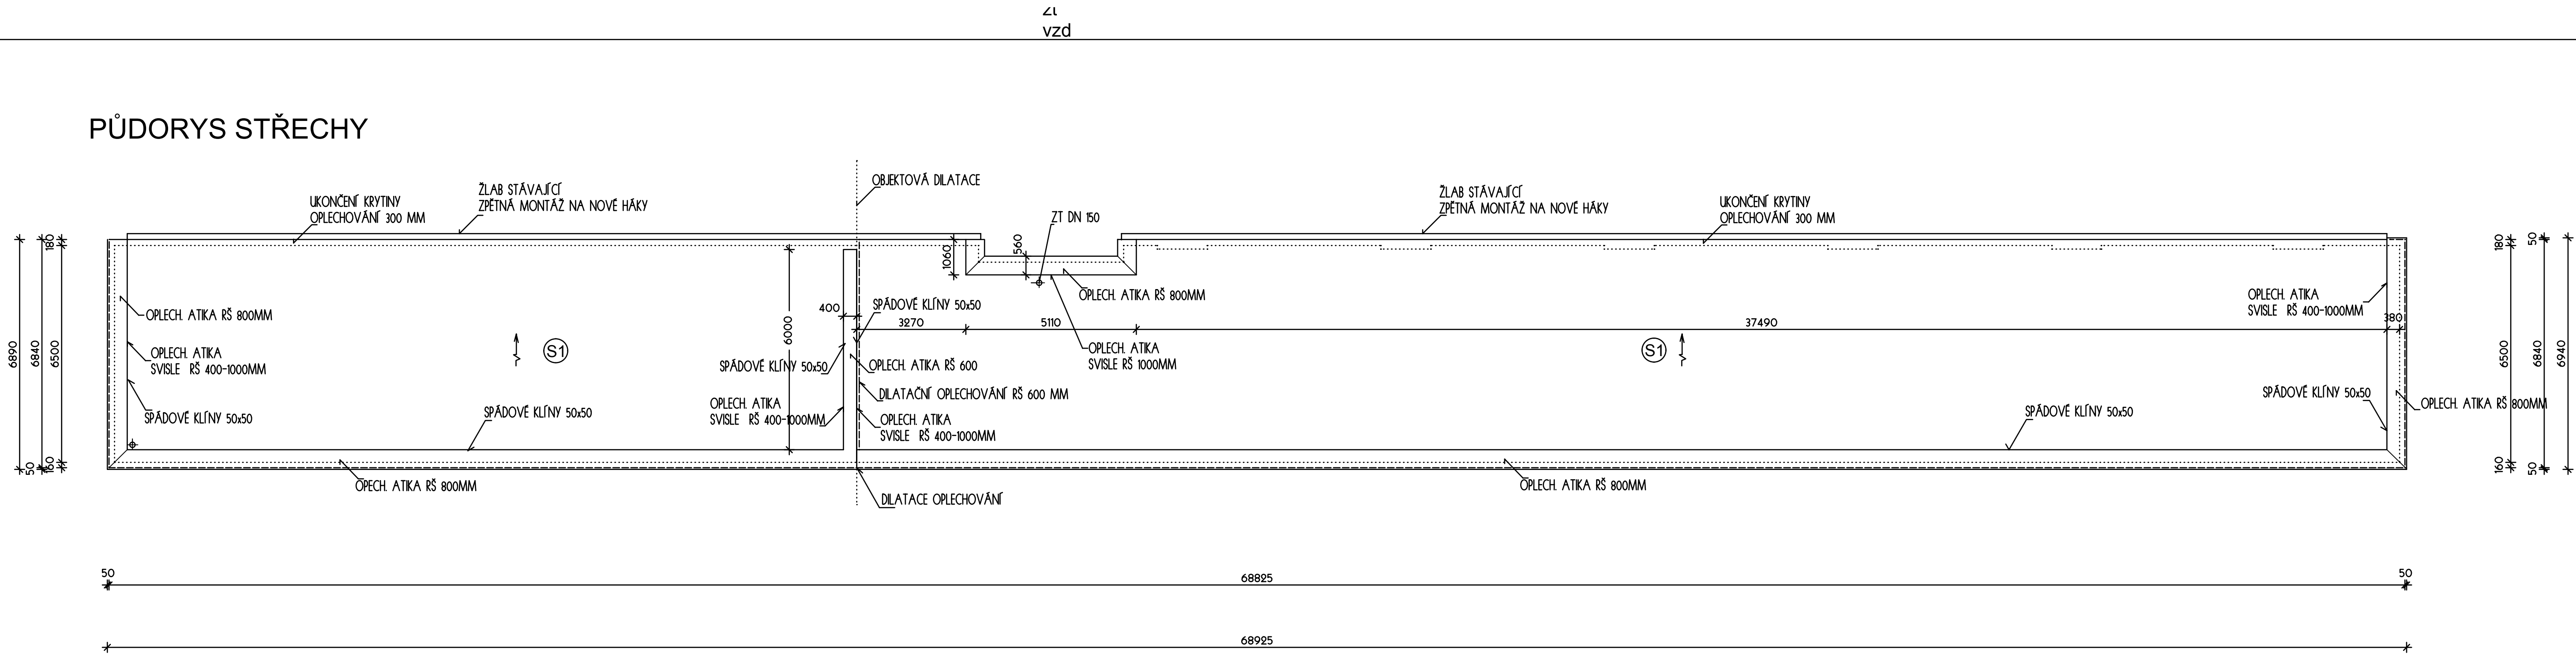 vzd
PŮDORYS STŘECHY
OBJEKTOVÁ DILATACE
UKONČENÍ KRYTINY
OPLECHOVÁNÍ 300 MM
ŽLAB STÁVAJÍCÍ
ZPĚTNÁ MONTÁŽ NA NOVÉ HÁKY
ZT DN 150
ŽLAB STÁVAJÍCÍ
ZPĚTNÁ MONTÁŽ NA NOVÉ HÁKY
UKONČENÍ KRYTINY
OPLECHOVÁNÍ 300 MM
6890
6840
6500
180
50
160
OPLECH. ATIKA RŠ 800MM
OPLECH. ATIKA
SVISLE RŠ 400-1000MM
SPÁDOVÉ KLÍNY 50x50
S1
SPÁDOVÉ KLÍNY 50x50
OPECH. ATIKA RŠ 800MM
6000
400
SPÁDOVÉ KLÍNY 50x50
OPLECH. ATIKA
SVISLE RŠ 400-1000MM
SPÁDOVÉ KLÍNY 50x50
3270
OPLECH. ATIKA RŠ 600
DILATAČNÍ OPLECHOVÁNÍ RŠ 600 MM
OPLECH. ATIKA
SVISLE RŠ 400-1000MM
DILATACE OPLECHOVÁNÍ
1060
560
OPLECH. ATIKA RŠ 800MM
5110
OPLECH. ATIKA
SVISLE RŠ 1000MM
37490
S1
OPLECH. ATIKA RŠ 800MM
SPÁDOVÉ KLÍNY 50x50
OPLECH. ATIKA
SVISLE RŠ 400-1000MM
380
SPÁDOVÉ KLÍNY 50x50
OPLECH. ATIKA RŠ 800MM
180
6500
160
50
6840
50
6940
50
68825
50
68925